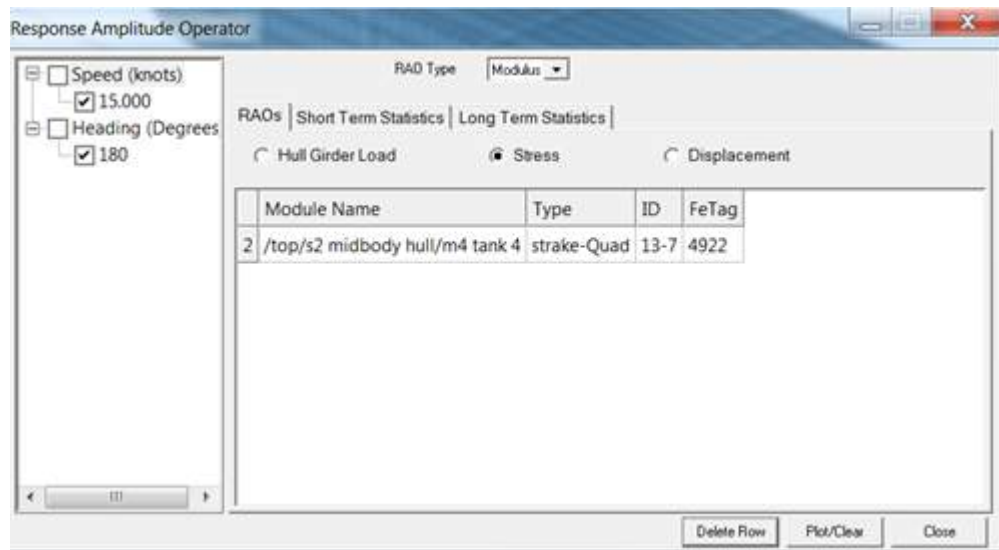 Response Amplitude Operator
Speed (knots)
15.000
Heading (Degrees
180
RAO Type Modulus
RAOs Short Term Statistics Long Term Statistics
Hull Girder Load Stress Displacement
Module Name Type ID FeTag
2 /top/s2 midbody hull/m4 tank 4 strake-Quad 13-7 4922
Delete Row Plot/Clear Close